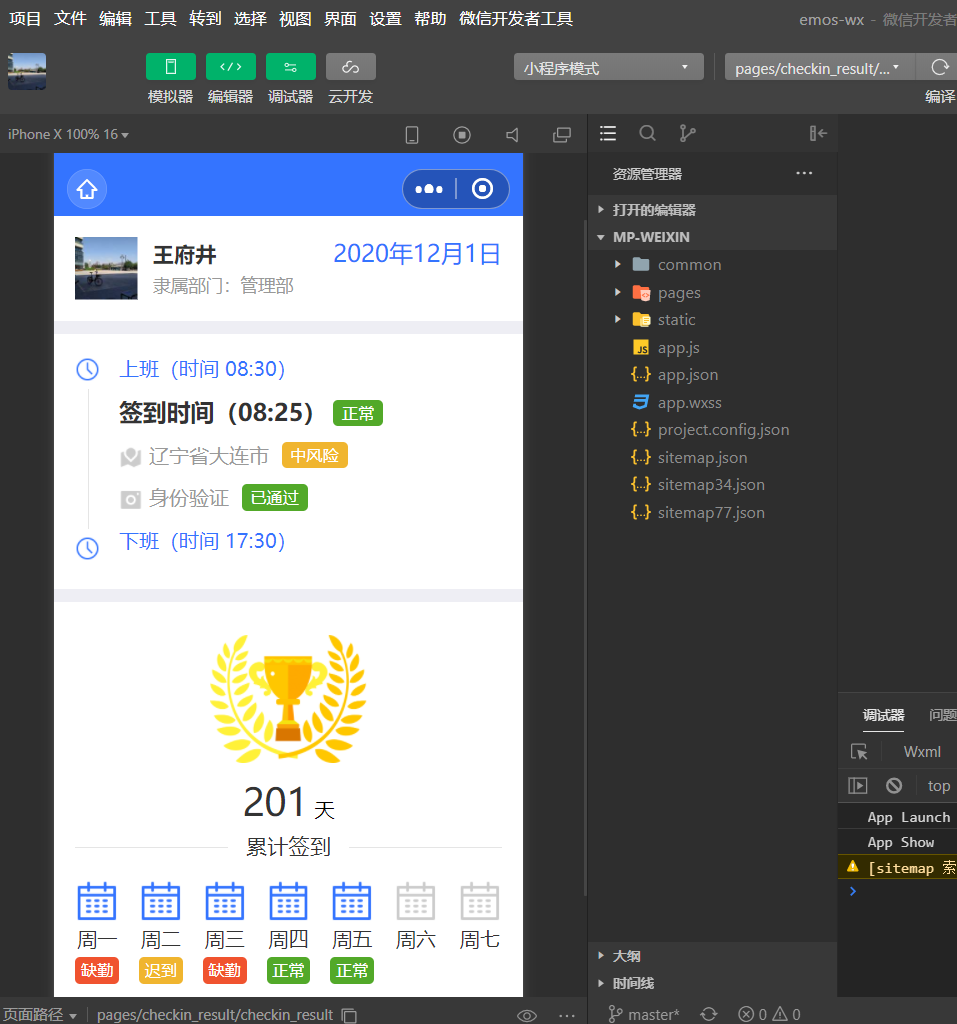 项目 文件 编辑 工具 转到 选择 视图 界面 设置 帮助 微信开发者工具 emos-wx - 微信开发者
小程序模式 pages/checkin_result/...
模拟器 编辑器 调试器 云开发 编译
iPhone X 100% 16
王府井 2020年12月1日
隶属部门：管理部
上班（时间 08:30）
签到时间（08:25） 正常
辽宁省大连市 中风险
身份验证 已通过
下班（时间 17:30）
201 天
累计签到
周一 周二 周三 周四 周五 周六 周七
缺勤 迟到 缺勤 正常 正常
页面路径 pages/checkin_result/checkin_result
资源管理器
打开的编辑器
MP-WEIXIN
common
pages
static
JS app.js
{..} app.json
app.wxss
{..} project.config.json
{..} sitemap.json
{..} sitemap34.json
{..} sitemap77.json
大纲
时间线
master* 0 0
调试器 问题
Wxml
top
App Launch
App Show
[sitemap 索